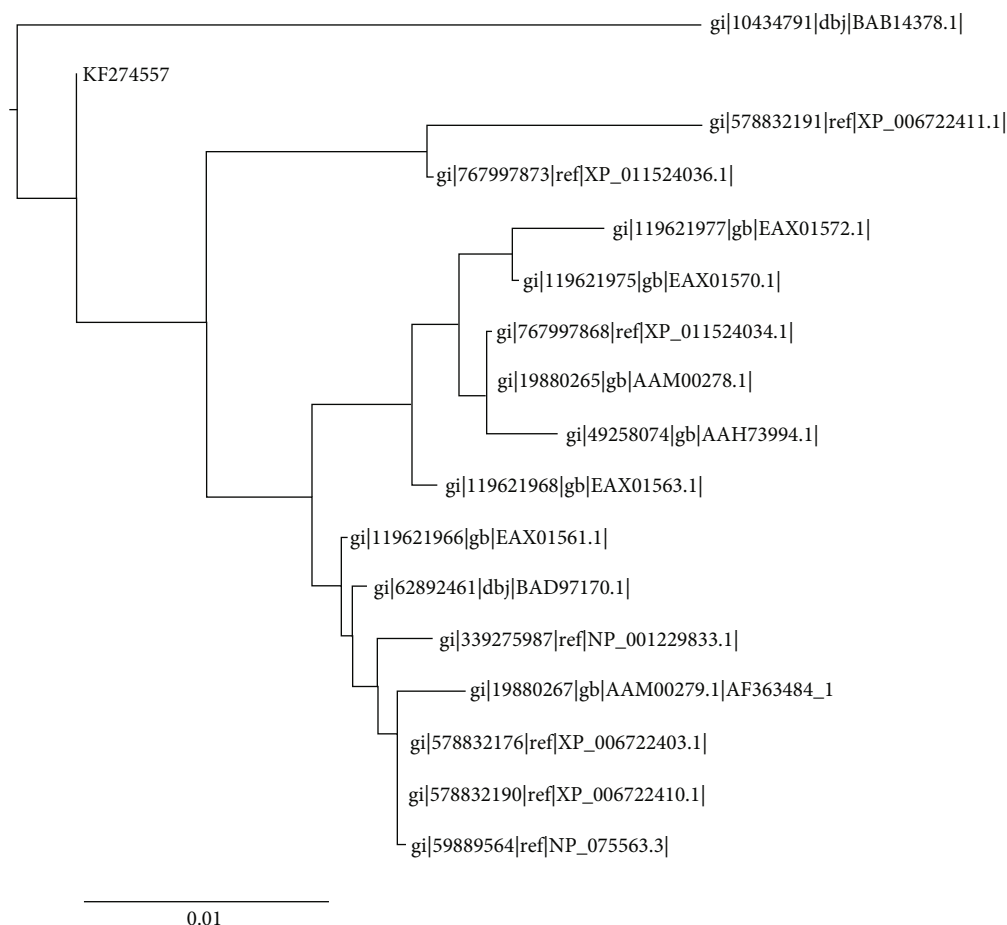 gi|10434791|dbj|BAB14378.1|
KF274557
gi|578832191|ref|XP_006722411.1|
gi|767997873|ref|XP_011524036.1|
gi|119621977|gb|EAX01572.1|
gi|119621975|gb|EAX01570.1|
gi|767997868|ref|XP_011524034.1|
gi|19880265|gb|AAM00278.1|
gi|49258074|gb|AAH73994.1|
gi|119621968|gb|EAX01563.1|
gi|119621966|gb|EAX01561.1|
gi|62892461|dbj|BAD97170.1|
gi|339275987|ref|NP_001229833.1|
gi|19880267|gb|AAM00279.1|AF363484_1
gi|578832176|ref|XP_006722403.1|
gi|578832190|ref|XP_006722410.1|
gi|59889564|ref|NP_075563.3|
0.01